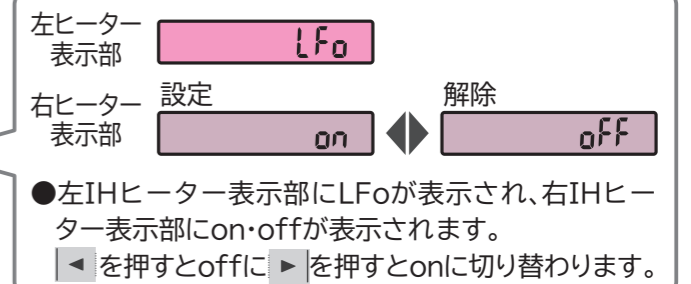 左ヒーター
表示部
LFo
設定
解除
右ヒーター
表示部
on
oFF
●左IHヒーター表示部にLFoが表示され、右IHヒー
ター表示部にon・offが表示されます。
◀を押すとoffに▶を押すとonに切り替わります。